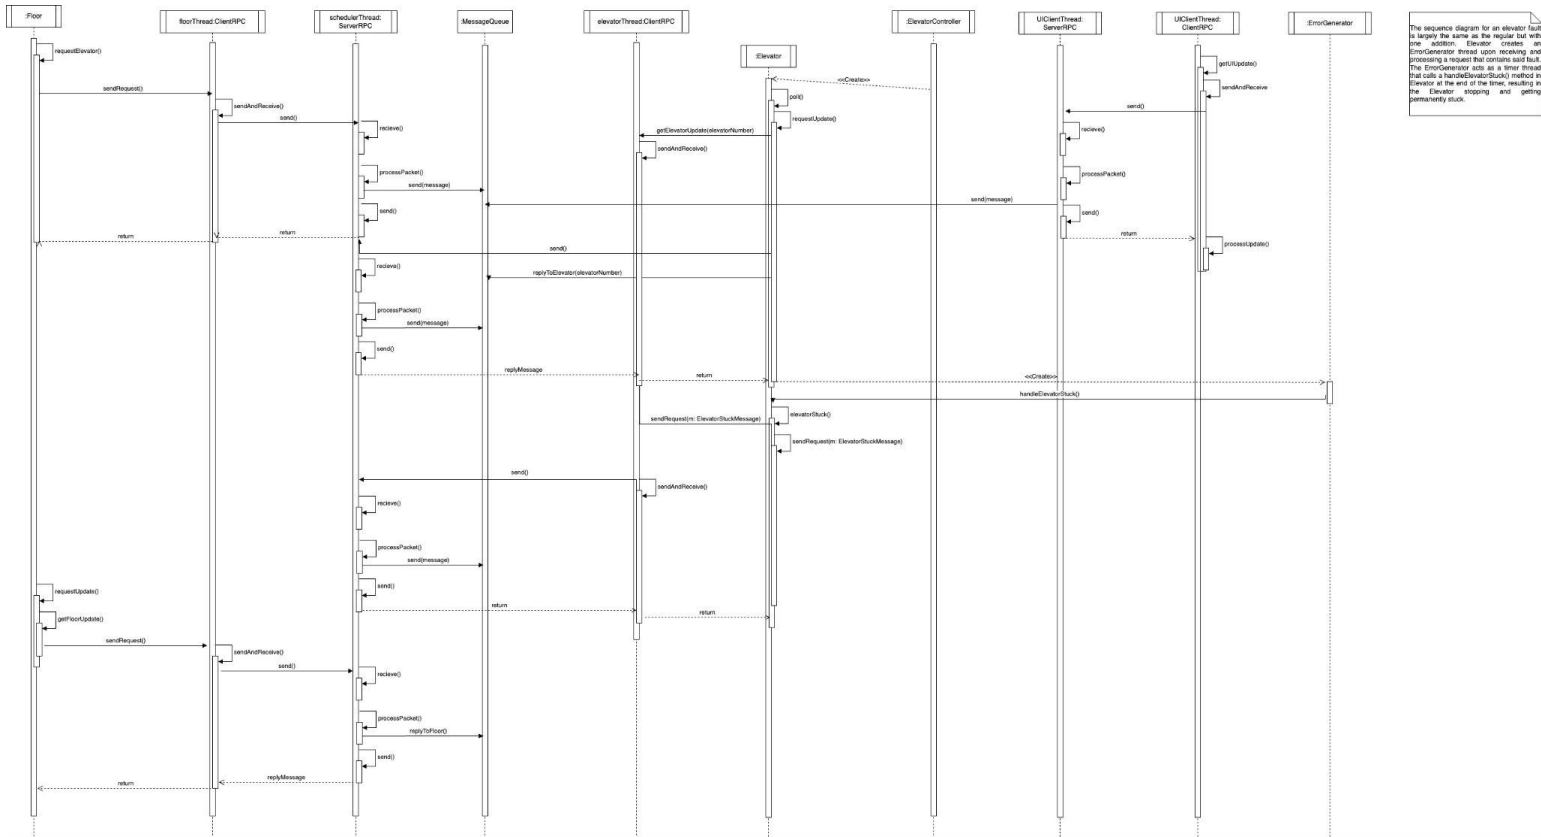 :Floor
floorThread:ClientRPC
schedulerThread:
ServerRPC
:MessageQueue
elevatorThread:ClientRPC
:Elevator
:ElevatorController
UIClientThread:
ServerRPC
UIClientThread:
ClientRPC
:ErrorGenerator
The sequence diagram for an elevator fault
is largely the same as the regular but with
one addition. Elevator creates an
ErrorGenerator thread upon receiving and
processing a request that contains said fault.
The ErrorGenerator acts as a timer thread
that calls a handleElevatorStuck() method in
Elevator at the end of the timer, resulting in
the Elevator stopping and getting
permanently stuck.
requestElevator()
getUIUpdate()
<<Create>>
sendRequest()
sendAndReceive
poll()
sendAndReceive()
send()
send()
requestUpdate()
recieve()
getElevatorUpdate(elevatorNumber)
recieve()
sendAndReceive()
processPacket()
processPacket()
send(message)
send(message)
send()
send()
return
return
return
processUpdate()
send()
recieve()
replyToElevator(elevatorNumber)
processPacket()
send(message)
send()
replyMessage
return
<<Create>>
handleElevatorStuck()
elevatorStuck()
sendRequest(m: ElevatorStuckMessage)
sendRequest(m: ElevatorStuckMessage)
send()
sendAndReceive()
recieve()
processPacket()
send(message)
send()
requestUpdate()
return
return
getFloorUpdate()
sendRequest()
sendAndReceive()
send()
recieve()
processPacket()
replyToFloor()
send()
replyMessage
return